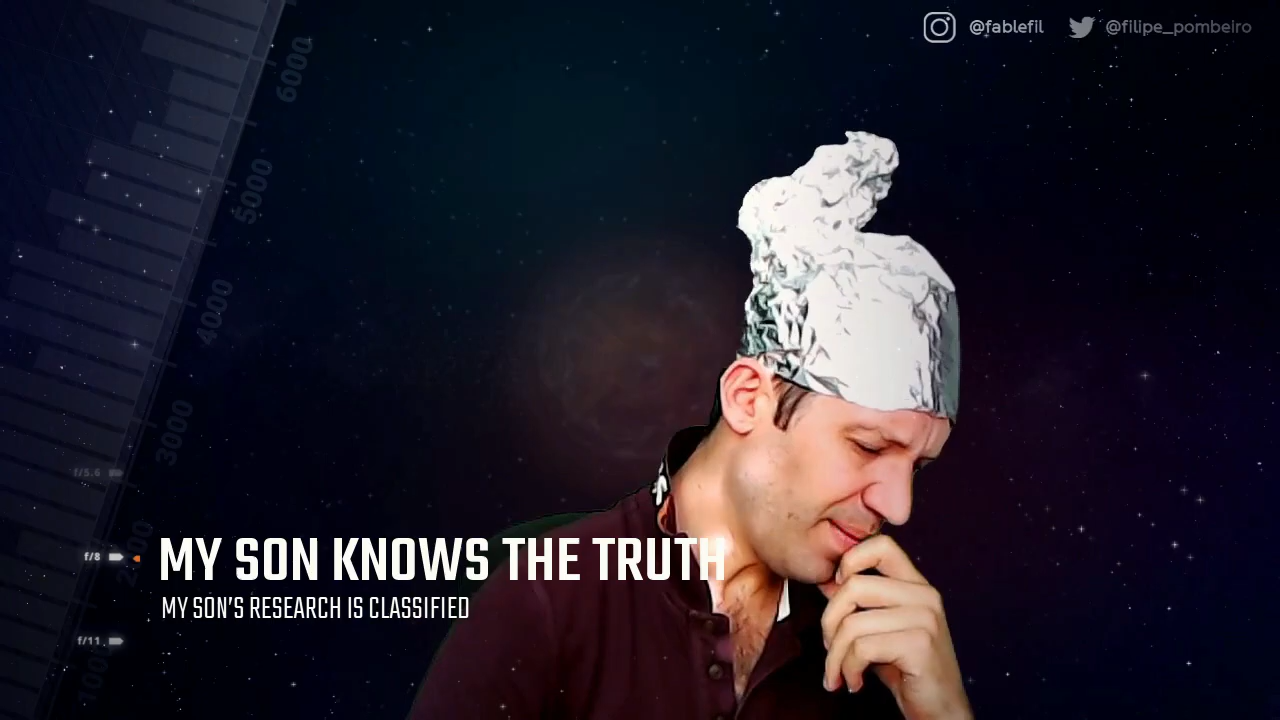 @fablefil @filipe_pombeiro
6000
5000
4000
3000
f/5.6
f/8
MY SON KNOWS THE TRUTH
MY SON'S RESEARCH IS CLASSIFIED
f/11
1000